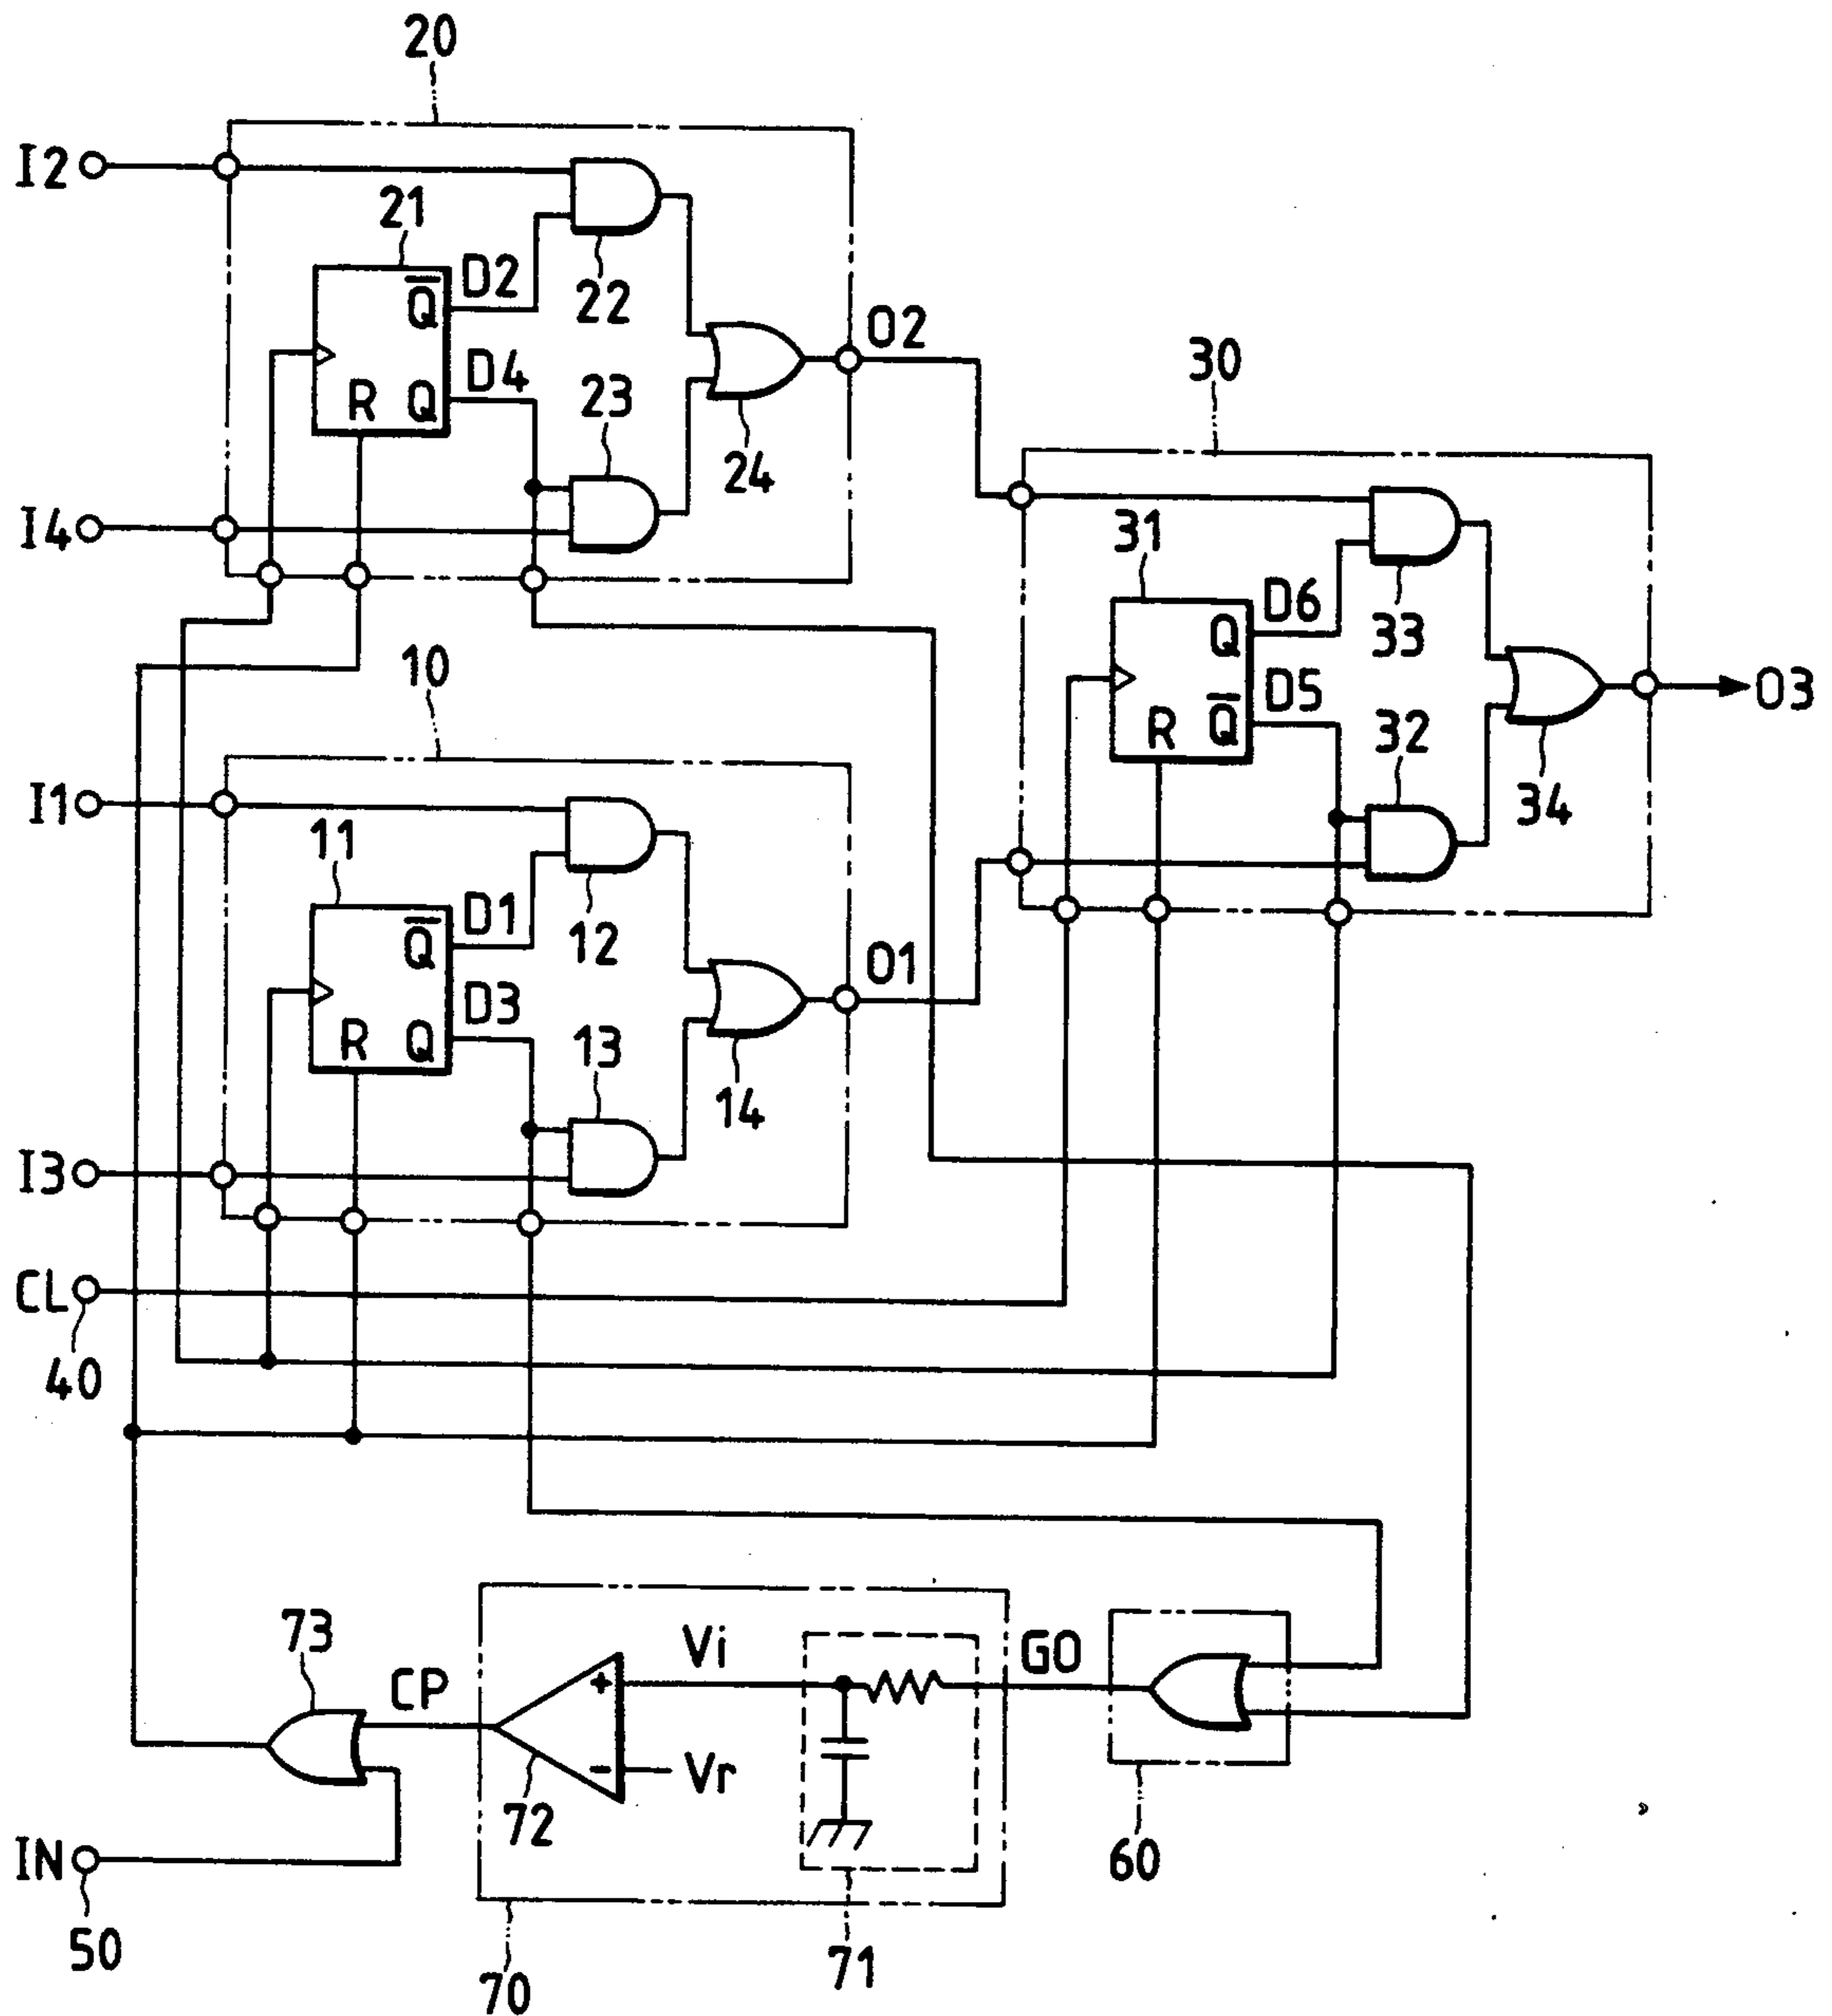 20
I2
21
Q̅
D2
22
O2
R
Q
D4
23
24
30
I4
31
Q
D6
33
10
R
Q̅
D5
32
O3
34
I1
11
Q̅
D1
12
O1
R
Q
D3
13
14
I3
CL
40
73
CP
Vi
GO
+
-
Vr
72
IN
50
70
71
60